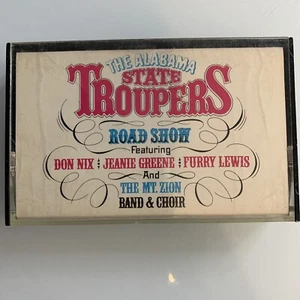 THE ALABAMA
STATE
TROUPERS
ROAD SHOW
Featuring
DON NIX : JEANIE GREENE : FURRY LEWIS
And
THE MT. ZION
BAND & CHOIR